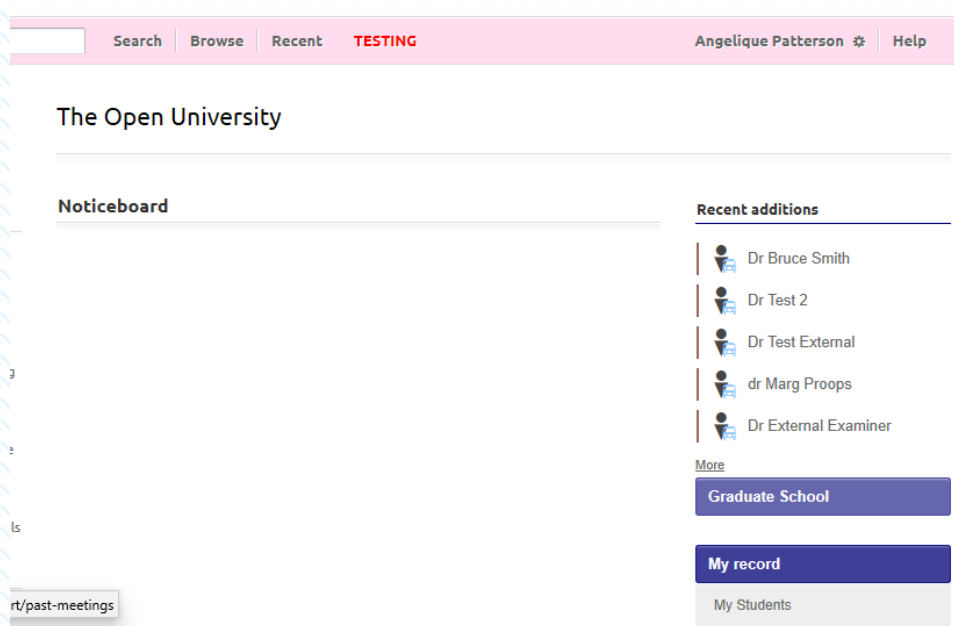 Search Browse Recent TESTING Angelique Patterson Help
The Open University
Noticeboard
Recent additions
Dr Bruce Smith
Dr Test 2
Dr Test External
dr Marg Proops
Dr External Examiner
More
Graduate School
ls
My record
rt/past-meetings
My Students